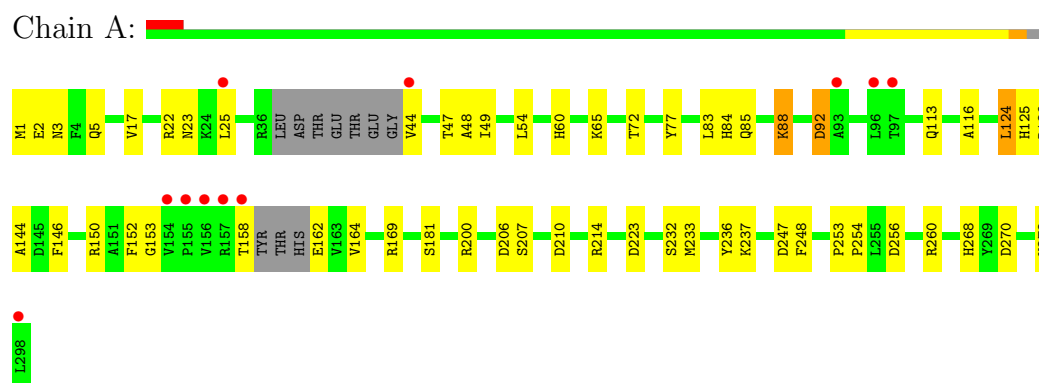 Chain A:
M1 E2 N3 F4 Q5 V17 R22 N23 K24 L25 R36 LEU ASP THR GLU THR GLU GLY V44 T47 A48 I49 L54 H60 K65 T72 Y77 L83 H84 Q85 K88 D92 A93 L96 T97 Q113 A116 L124 H125
A144 D145 F146 R150 A151 F152 G153 V154 P155 V156 R157 T158 TYR THR HIS E162 V163 V164 R169 S181 R200 D206 S207 D210 R214 D223 S232 M233 Y236 K237 D247 F248 P253 P254 L255 D256 R260 H268 Y269 D270
L298